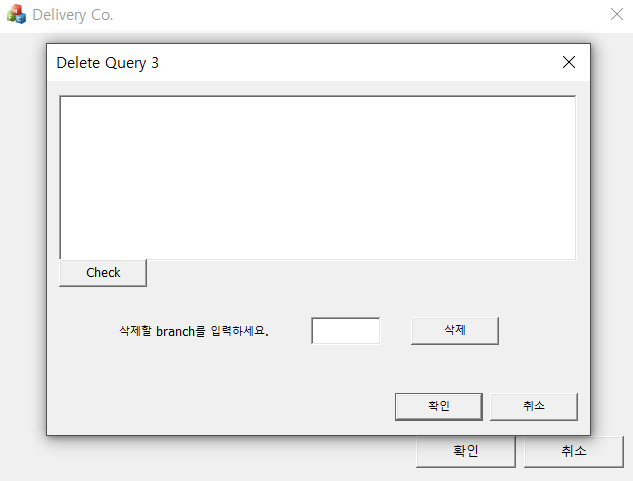 Delivery Co.
Delete Query 3
Check
삭제할 branch를 입력하세요.
삭제
확인
취소
확인
취소